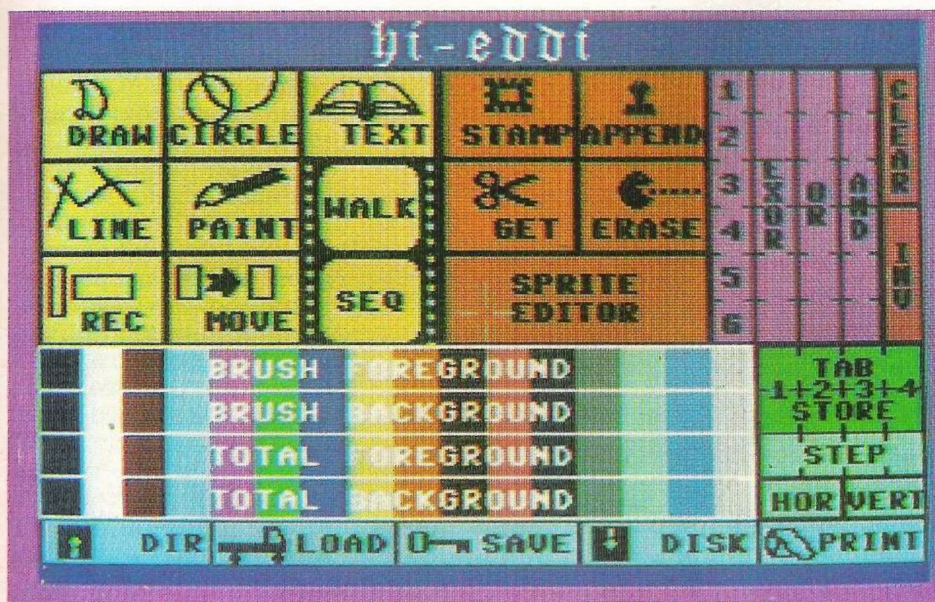 hi-eddi
DRAW CIRCLE TEXT STAMP APPEND
LINE PAINT WALK GET ERASE
REC MOVE SEQ SPRITE
EDITOR
1
2
3
4
5
6
EXOR
OR
AND
CLEAR
INV
BRUSH FOREGROUND
BRUSH BACKGROUND
TOTAL FOREGROUND
TOTAL BACKGROUND
TAB
1+2+3+4
STORE
STEP
HOR VERT
DIR LOAD SAVE DISK PRINT